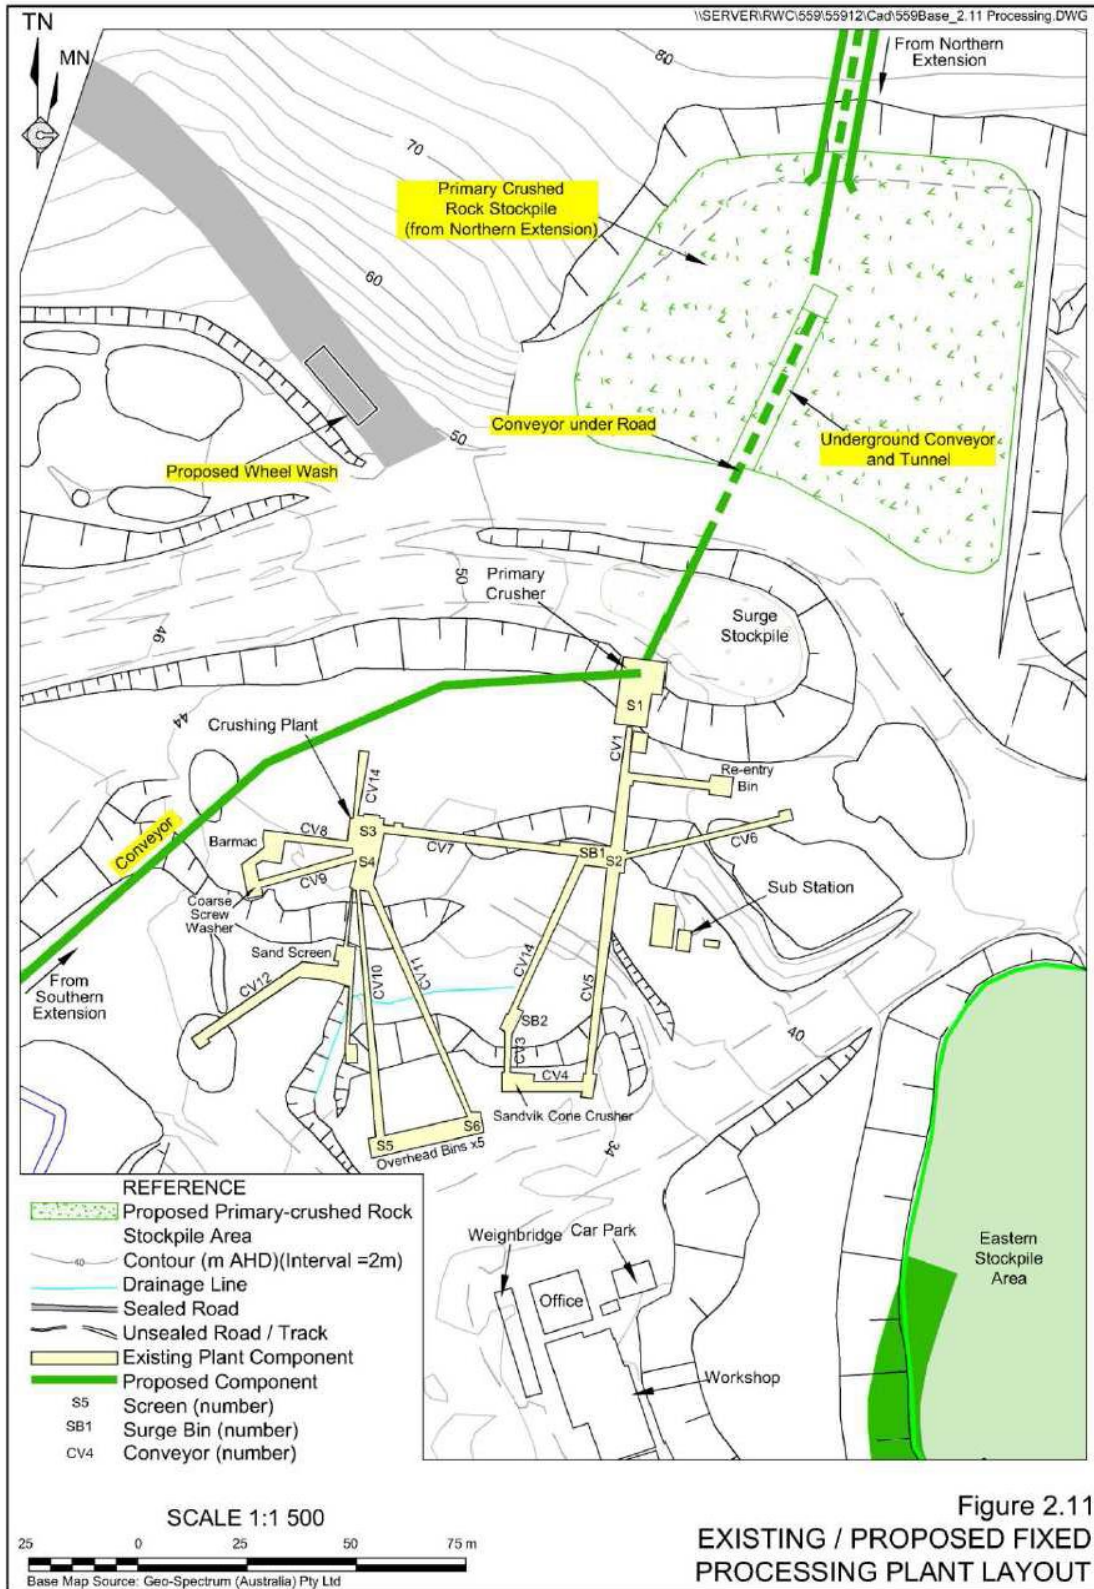 \\SERVER\RWC\559\55912\Cad\559Base_2.11 Processing.DWG
TN
MN
From Northern
Extension
80
70
60
50
Primary Crushed
Rock Stockpile
(from Northern Extension)
Conveyor under Road
Underground Conveyor
and Tunnel
Proposed Wheel Wash
50
46
Primary
Crusher
Surge
Stockpile
S1
44
Crushing Plant
CV1
CV14
Re-entry
Bin
Conveyor
Barmac
CV8
S3
S4
CV7
SB1
S2
CV6
CV9
Coarse
Screw
Washer
Sub Station
Sand Screen
From
Southern
Extension
CV12
CV10
CV11
CV14
CV5
SB2
CV3
CV4
40
Sandvik Cone Crusher
S6
S5
Overhead Bins x5
34
REFERENCE
Proposed Primary-crushed Rock
Stockpile Area
40
Contour (m AHD)(Interval =2m)
Drainage Line
Sealed Road
Unsealed Road / Track
Existing Plant Component
Proposed Component
S5
Screen (number)
SB1
Surge Bin (number)
CV4
Conveyor (number)
Weighbridge
Car Park
Office
Workshop
Eastern
Stockpile
Area
SCALE 1:1 500
25 0 25 50 75 m
Base Map Source: Geo-Spectrum (Australia) Pty Ltd
Figure 2.11
EXISTING / PROPOSED FIXED
PROCESSING PLANT LAYOUT